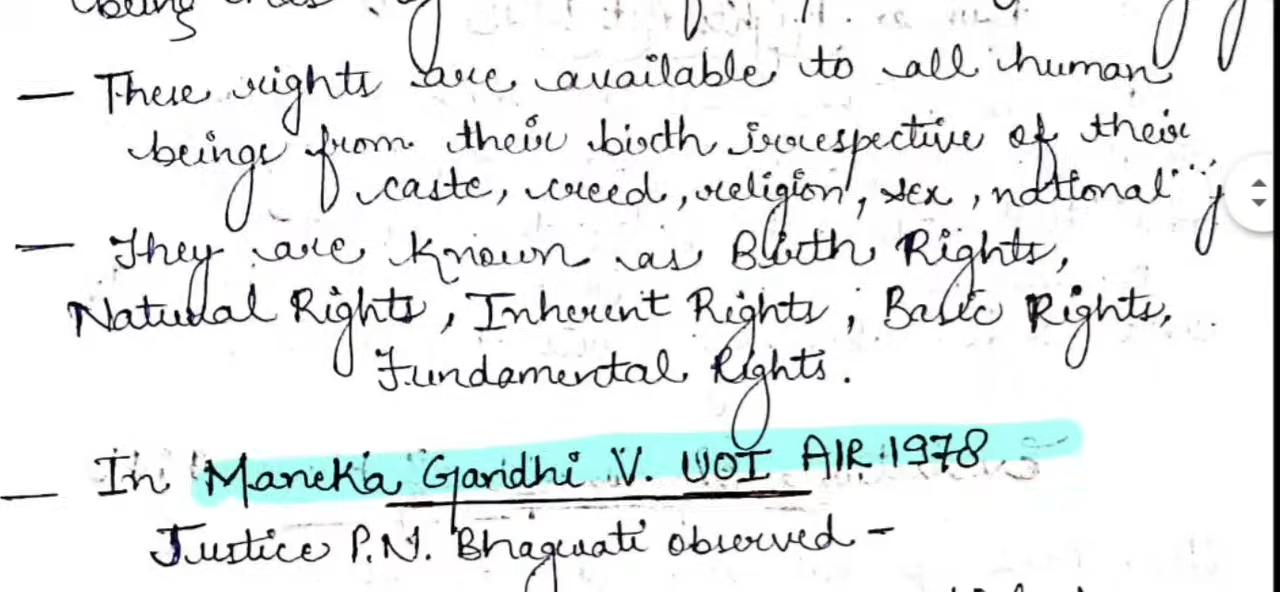 being
— These rights are available to all human
beings from their birth irrespective of their
caste, creed, religion, sex, national
— They are known as Birth Rights,
Natural Rights, Inherent Rights, Basic Rights,
Fundamental Rights.
— In Maneka Gandhi V. UOI AIR 1978
Justice P.N. Bhagwati observed -